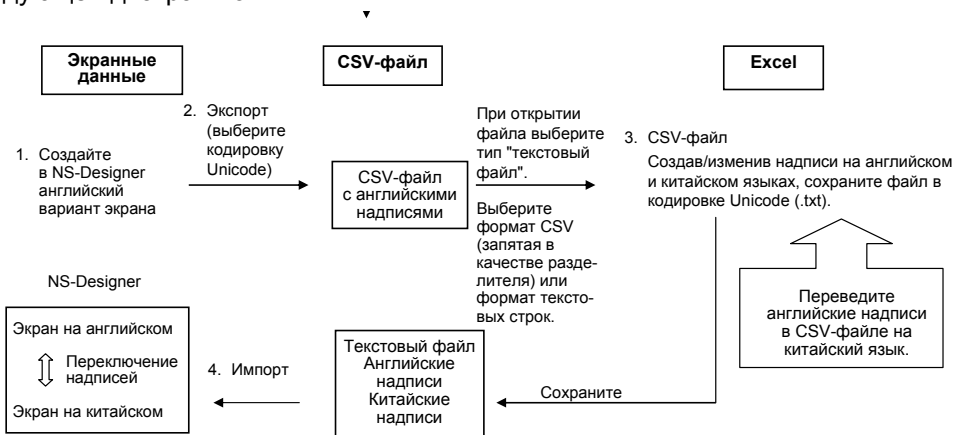 Экранные
данные
CSV-файл
Excel
1. Создайте
в NS-Designer
английский
вариант экрана
2. Экспорт
(выберите
кодировку
Unicode)
CSV-файл
с английскими
надписями
При открытии
файла выберите
тип "текстовый
файл".
Выберите
формат CSV
(запятая в
качестве разде-
лителя) или
формат тексто-
вых строк.
3. CSV-файл
Создав/изменив надписи на английском
и китайском языках, сохраните файл в
кодировке Unicode (.txt).
Переведите
английские надписи
в CSV-файле на
китайский язык.
Сохраните
Текстовый файл
Английские
надписи
Китайские
надписи
4. Импорт
NS-Designer
Экран на английском
Переключение
надписей
Экран на китайском